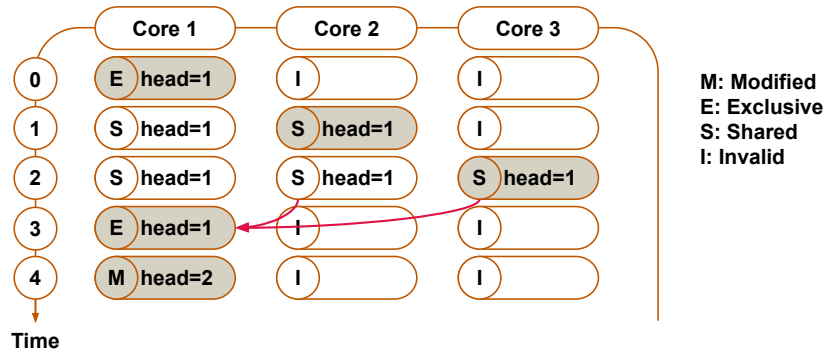 Core 1 Core 2 Core 3
0 E head=1 I I
1 S head=1 S head=1 I
2 S head=1 S head=1 S head=1
3 E head=1 I I
4 M head=2 I I
Time
M: Modified
E: Exclusive
S: Shared
I: Invalid